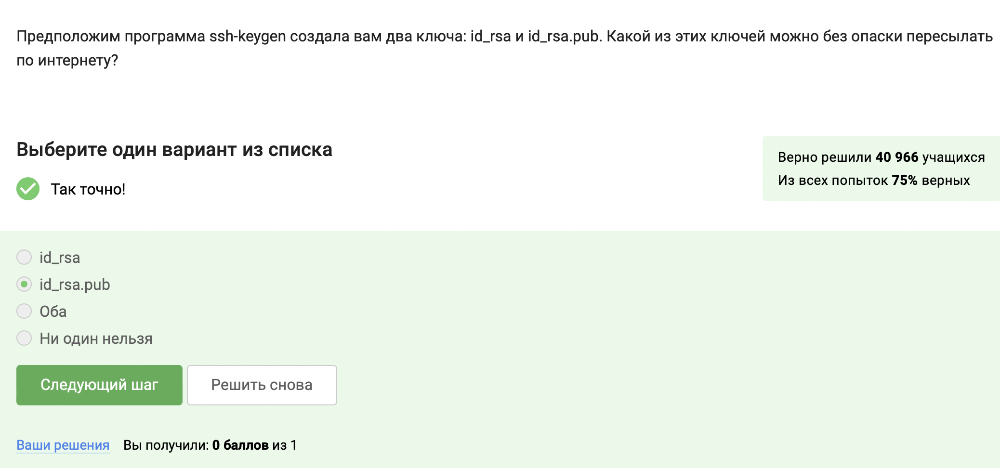 Предположим программа ssh-keygen создала вам два ключа: id_rsa и id_rsa.pub. Какой из этих ключей можно без опаски пересылать
по интернету?
Выберите один вариант из списка
Так точно!
Верно решили 40 966 учащихся
Из всех попыток 75% верных
id_rsa
id_rsa.pub
Оба
Ни один нельзя
Следующий шаг
Решить снова
Ваши решения Вы получили: 0 баллов из 1